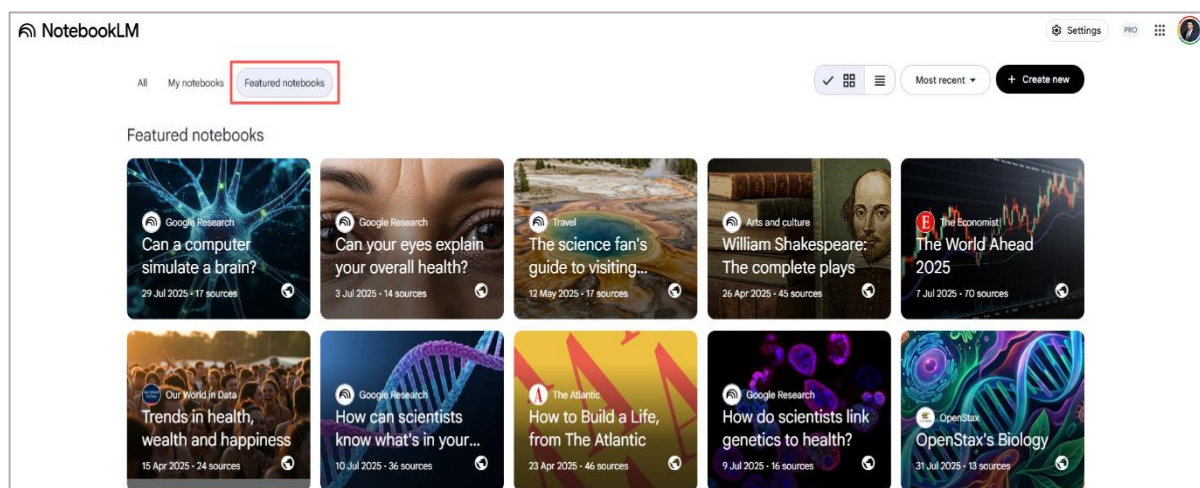 NotebookLM
Settings
PRO
All
My notebooks
Featured notebooks
Most recent
+ Create new
Featured notebooks
Google Research
Can a computer
simulate a brain?
29 Jul 2025 · 17 sources
Google Research
Can your eyes explain
your overall health?
3 Jul 2025 · 14 sources
Travel
The science fan's
guide to visiting...
12 May 2025 · 17 sources
Arts and culture
William Shakespeare:
The complete plays
26 Apr 2025 · 45 sources
E
The Economist
The World Ahead
2025
7 Jul 2025 · 70 sources
Our World in Data
Trends in health,
wealth and happiness
15 Apr 2025 · 24 sources
Google Research
How can scientists
know what's in your...
10 Jul 2025 · 36 sources
A
The Atlantic
How to Build a Life,
from The Atlantic
23 Apr 2025 · 46 sources
Google Research
How do scientists link
genetics to health?
9 Jul 2025 · 16 sources
OpenStax
OpenStax's Biology
31 Jul 2025 · 13 sources